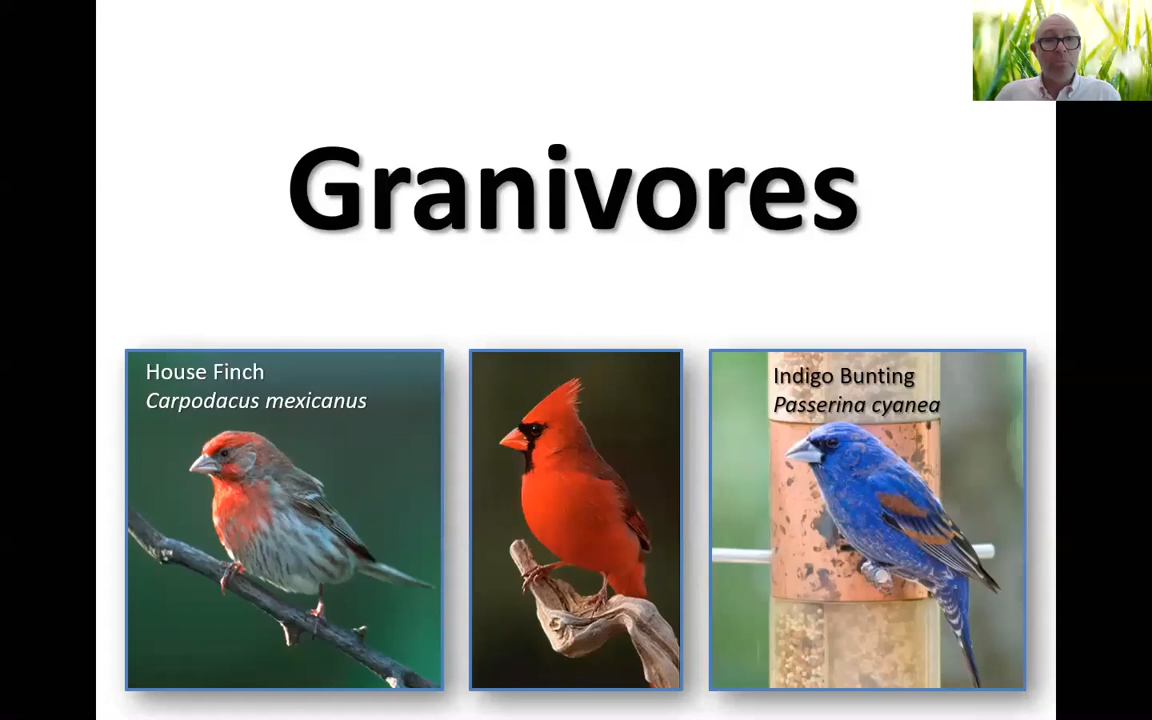 Granivores
House Finch
Carpodacus mexicanus
Indigo Bunting
Passerina cyanea